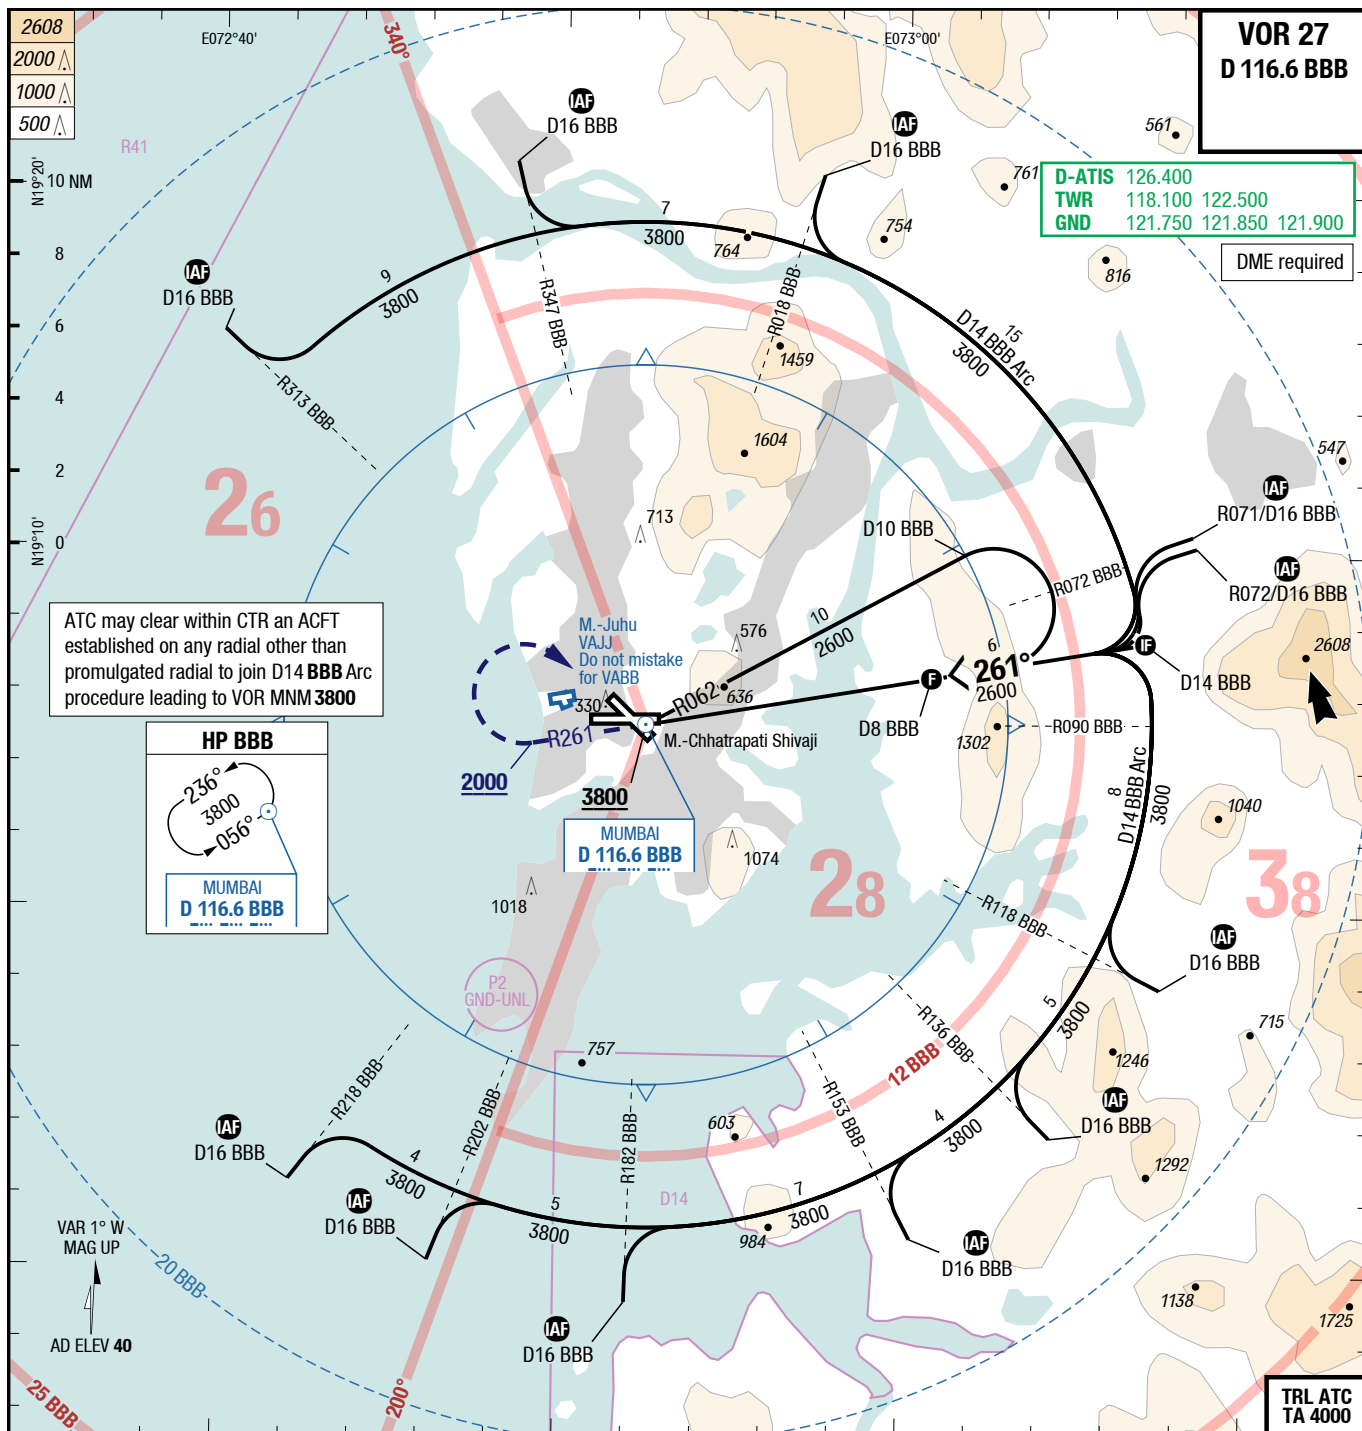 2608
2000
1000
500
E072°40'
E073°00'
VOR 27
D 116.6 BBB
340°
IAF
D16 BBB
IAF
D16 BBB
561
761
D-ATIS 126.400
TWR 118.100 122.500
GND 121.750 121.850 121.900
DME required
R41
N19°20'
10 NM
8
6
4
2
0
N19°10'
7
3800
764
754
816
IAF
D16 BBB
9
3800
R347 BBB
R018 BBB
1459
15
D14 BBB Arc
3800
R313 BBB
1604
547
26
713
D10 BBB
IAF
R071/D16 BBB
IAF
R072/D16 BBB
R072 BBB
2608
ATC may clear within CTR an ACFT
established on any radial other than
promulgated radial to join D14 BBB Arc
procedure leading to VOR MNM 3800
M.-Juhu
VAJJ
Do not mistake
for VABB
576
10
2600
6
261°
2600
IF
D14 BBB
F
D8 BBB
R062
636
330
R261
M.-Chhatrapati Shivaji
1302
R090 BBB
2000
3800
MUMBAI
D 116.6 BBB
HP BBB
236°
3800
056°
MUMBAI
D 116.6 BBB
8
D14 BBB Arc
3800
1040
1074
1018
28
38
R118 BBB
IAF
D16 BBB
P2
GND-UNL
757
R136 BBB
5
3800
715
1246
12 BBB
R218 BBB
R202 BBB
R182 BBB
R153 BBB
603
4
3800
IAF
D16 BBB
1292
IAF
D16 BBB
4
3800
IAF
D16 BBB
5
3800
D14
7
3800
984
IAF
D16 BBB
VAR 1° W
MAG UP
AD ELEV 40
20 BBB
IAF
D16 BBB
1138
1725
25 BBB
200°
TRL ATC
TA 4000